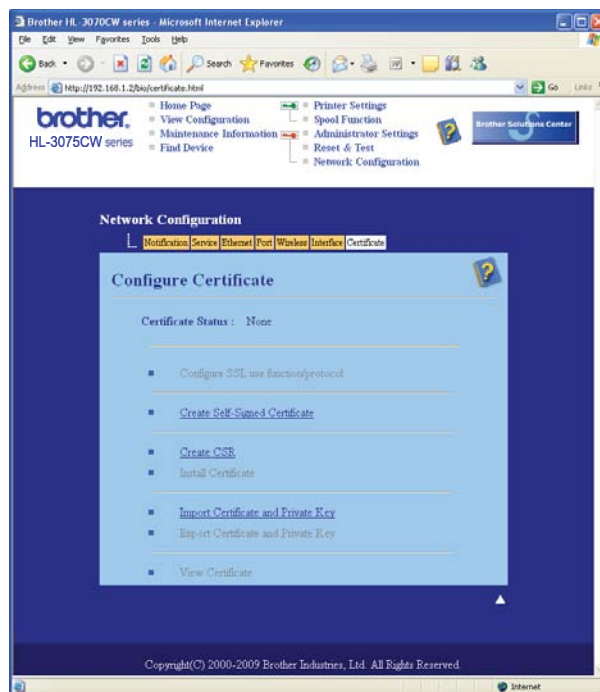 Brother HL-3070CW series - Microsoft Internet Explorer
File Edit View Favorites Tools Help
Back Search Favorites
Address http://192.168.1.2/bio/certificate.html Go Links
brother.
HL-3075CW series
Home Page
View Configuration
Maintenance Information
Find Device
Printer Settings
Spool Function
Administrator Settings
Reset & Test
Network Configuration
Brother Solutions Center
Network Configuration
Notification Service Ethernet Port Wireless Interface Certificate
Configure Certificate
Certificate Status : None
Configure SSL use function/protocol
Create Self-Signed Certificate
Create CSR
Install Certificate
Import Certificate and Private Key
Export Certificate and Private Key
View Certificate
Copyright(C) 2000-2009 Brother Industries, Ltd. All Rights Reserved.
Internet